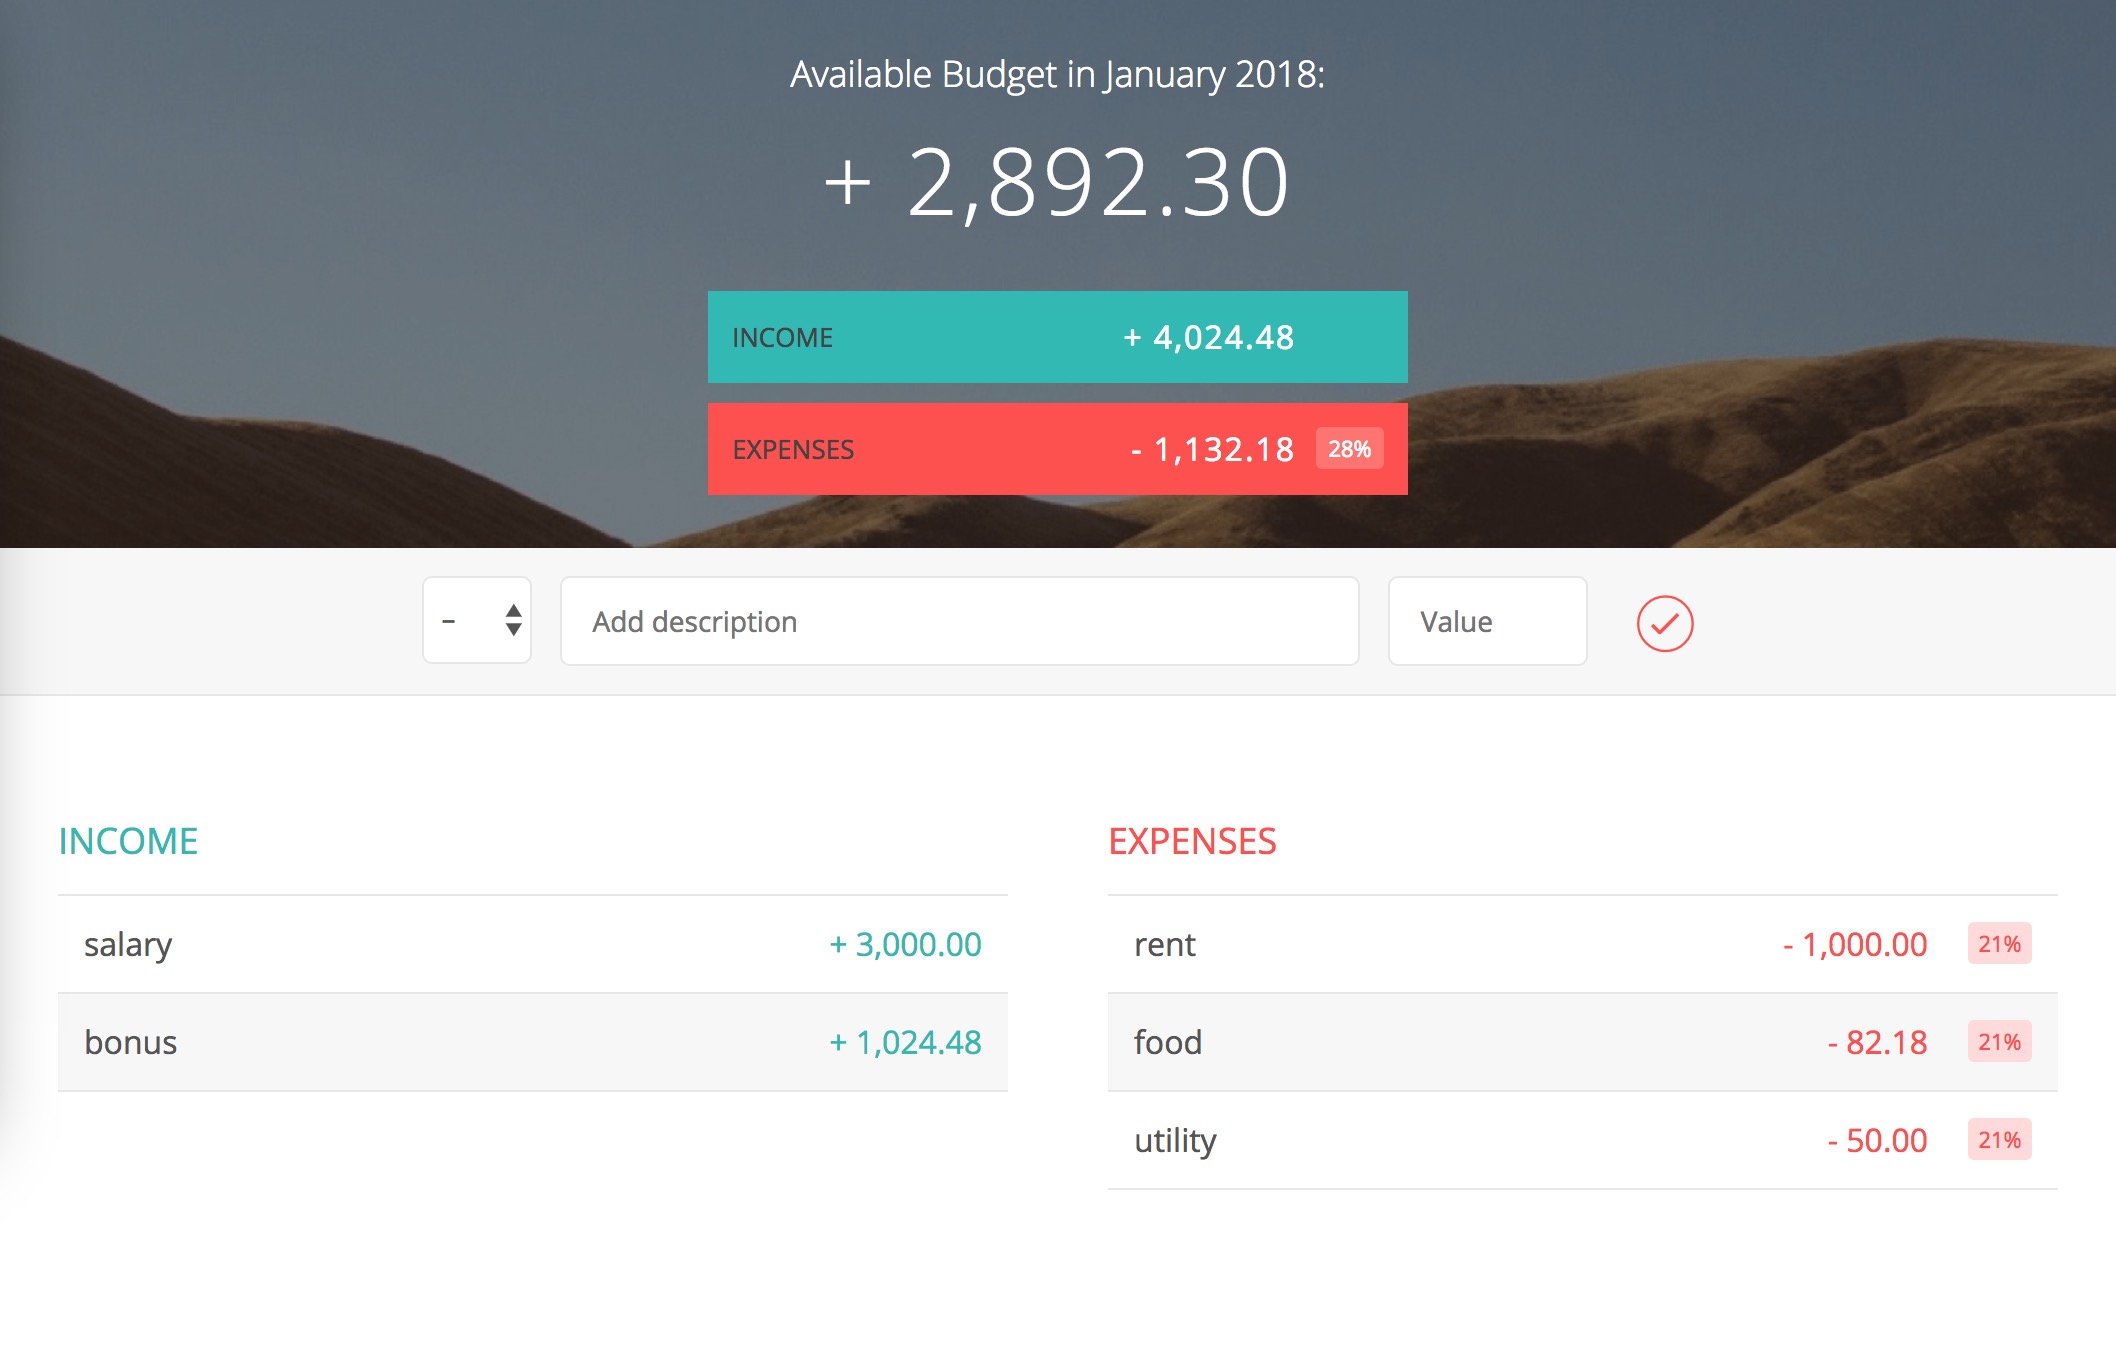 Available Budget in January 2018:
+ 2,892.30
INCOME + 4,024.48
EXPENSES - 1,132.18 28%
– Add description Value
INCOME
salary + 3,000.00
bonus + 1,024.48
EXPENSES
rent - 1,000.00 21%
food - 82.18 21%
utility - 50.00 21%